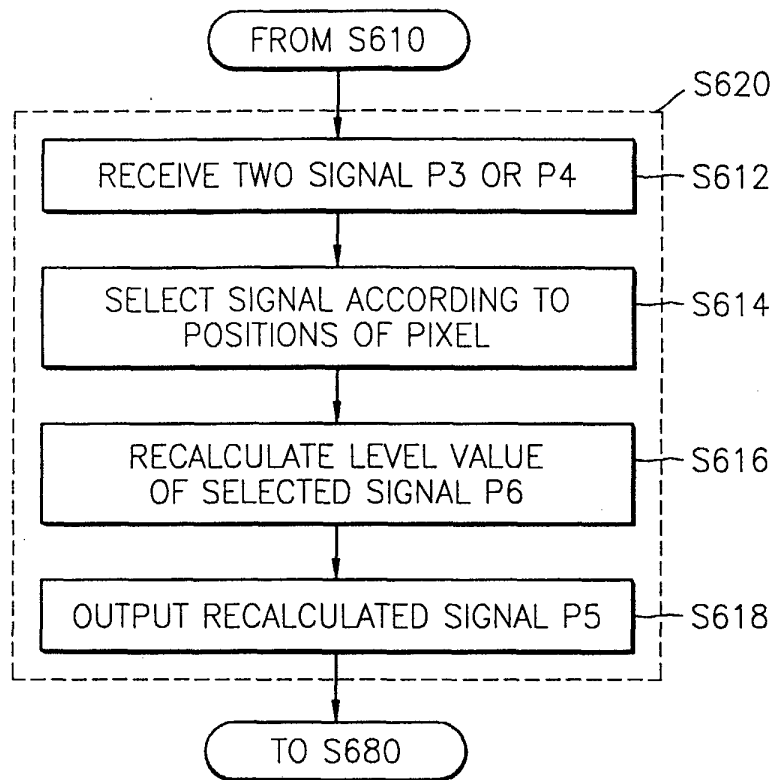 FROM S610
S620
RECEIVE TWO SIGNAL P3 OR P4
S612
SELECT SIGNAL ACCORDING TO
POSITIONS OF PIXEL
S614
RECALCULATE LEVEL VALUE
OF SELECTED SIGNAL P6
S616
OUTPUT RECALCULATED SIGNAL P5
S618
TO S680